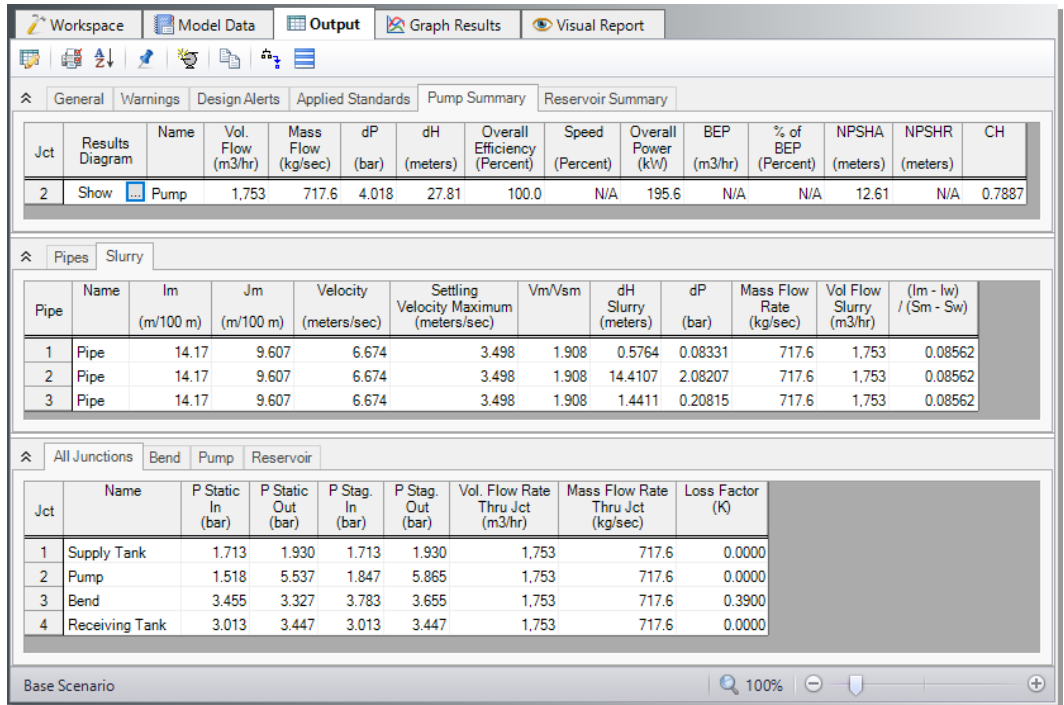 Workspace Model Data Output Graph Results Visual Report
General Warnings Design Alerts Applied Standards Pump Summary Reservoir Summary
Jct Results Diagram Name Vol. Flow (m3/hr) Mass Flow (kg/sec) dP (bar) dH (meters) Overall Efficiency (Percent) Speed (Percent) Overall Power (kW) BEP (m3/hr) % of BEP (Percent) NPSHA (meters) NPSHR (meters) CH
2 Show ... Pump 1,753 717.6 4.018 27.81 100.0 N/A 195.6 N/A N/A 12.61 N/A 0.7887
Pipes Slurry
Pipe Name Im (m/100 m) Jm (m/100 m) Velocity (meters/sec) Settling Velocity Maximum (meters/sec) Vm/Vsm dH Slurry (meters) dP (bar) Mass Flow Rate (kg/sec) Vol Flow Slurry (m3/hr) (Im - Iw) / (Sm - Sw)
1 Pipe 14.17 9.607 6.674 3.498 1.908 0.5764 0.08331 717.6 1,753 0.08562
2 Pipe 14.17 9.607 6.674 3.498 1.908 14.4107 2.08207 717.6 1,753 0.08562
3 Pipe 14.17 9.607 6.674 3.498 1.908 1.4411 0.20815 717.6 1,753 0.08562
All Junctions Bend Pump Reservoir
Jct Name P Static In (bar) P Static Out (bar) P Stag. In (bar) P Stag. Out (bar) Vol. Flow Rate Thru Jct (m3/hr) Mass Flow Rate Thru Jct (kg/sec) Loss Factor (K)
1 Supply Tank 1.713 1.930 1.713 1.930 1,753 717.6 0.0000
2 Pump 1.518 5.537 1.847 5.865 1,753 717.6 0.0000
3 Bend 3.455 3.327 3.783 3.655 1,753 717.6 0.3900
4 Receiving Tank 3.013 3.447 3.013 3.447 1,753 717.6 0.0000
Base Scenario 100%